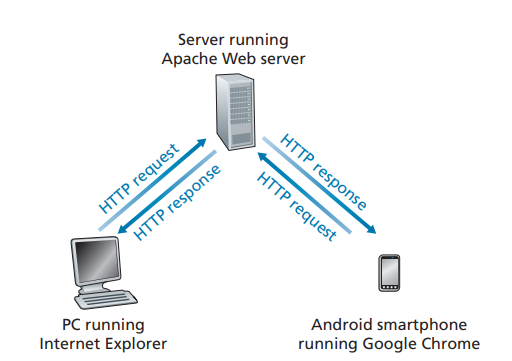 Server running
Apache Web server
HTTP request
HTTP response
HTTP response
HTTP request
PC running
Internet Explorer
Android smartphone
running Google Chrome